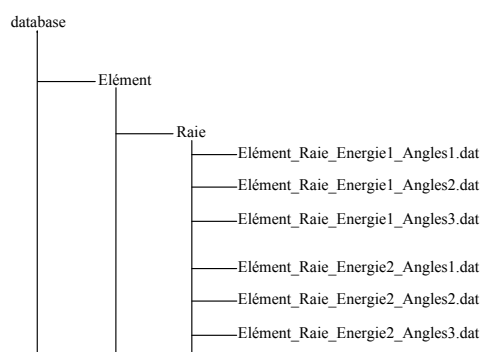 database
Elément
Raie
Elément_Raie_Energie1_Angles1.dat
Elément_Raie_Energie1_Angles2.dat
Elément_Raie_Energie1_Angles3.dat
Elément_Raie_Energie2_Angles1.dat
Elément_Raie_Energie2_Angles2.dat
Elément_Raie_Energie2_Angles3.dat